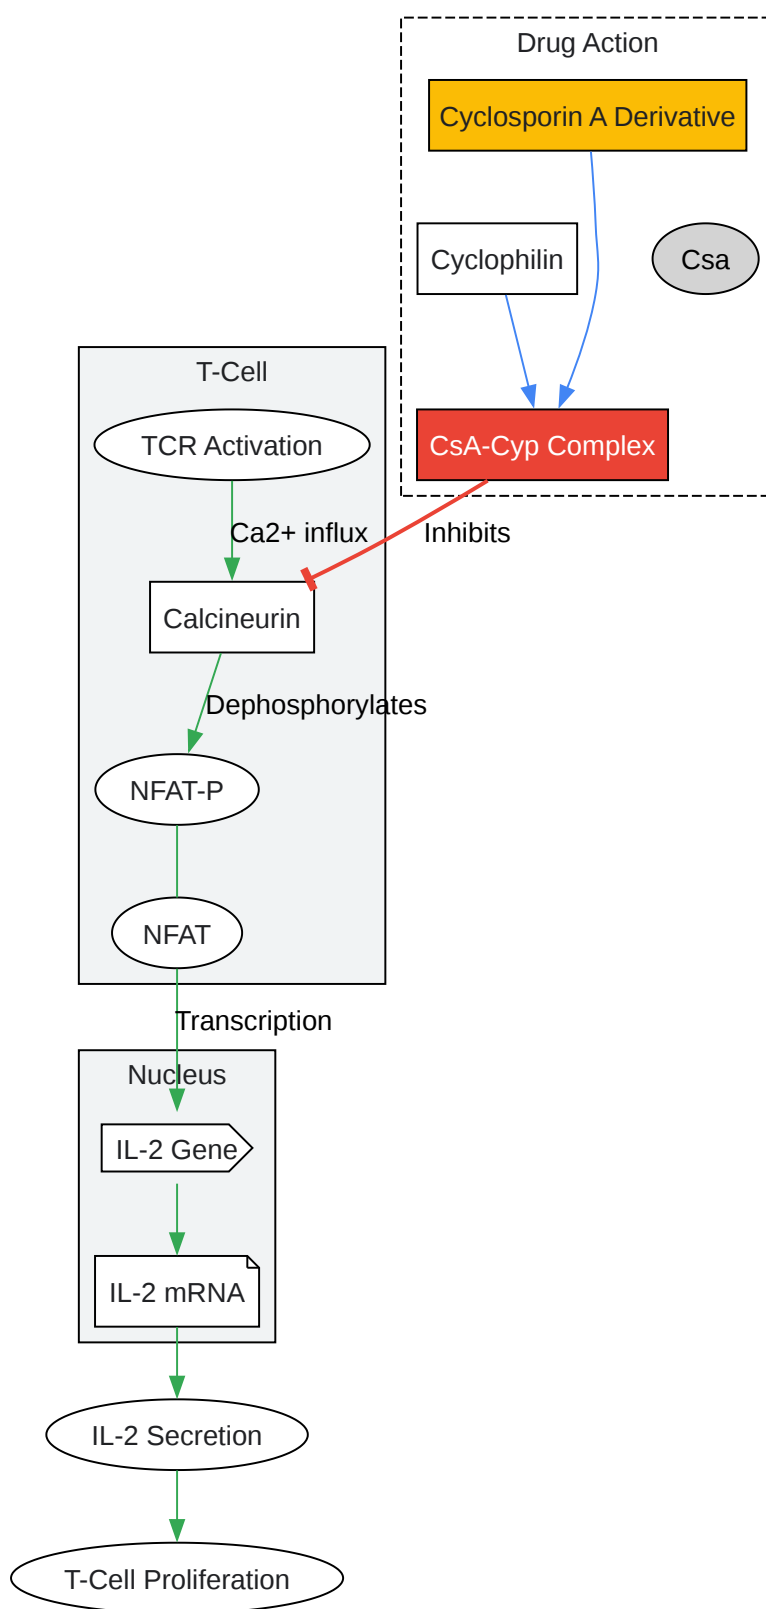 Drug Action
Cyclosporin A Derivative
Cyclophilin
Csa
T-Cell
TCR Activation
CsA-Cyp Complex
Ca2+ influx
Inhibits
Calcineurin
Dephosphorylates
NFAT-P
NFAT
Transcription
Nucleus
IL-2 Gene
IL-2 mRNA
IL-2 Secretion
T-Cell Proliferation